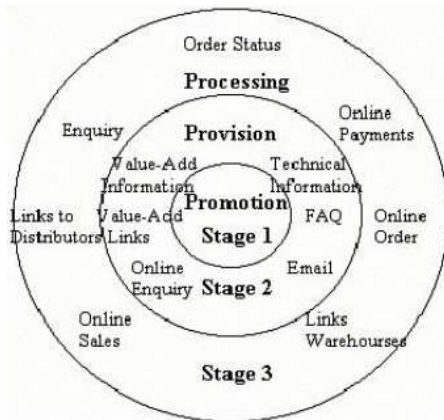 Order Status
Processing
Online
Payments
Enquiry
Provision
Value-Add
Information
Technical
Information
Promotion
Links to
Distributors
Value-Add
Links
FAQ
Online
Order
Stage 1
Online
Enquiry
Email
Stage 2
Online
Sales
Links
Warehourses
Stage 3